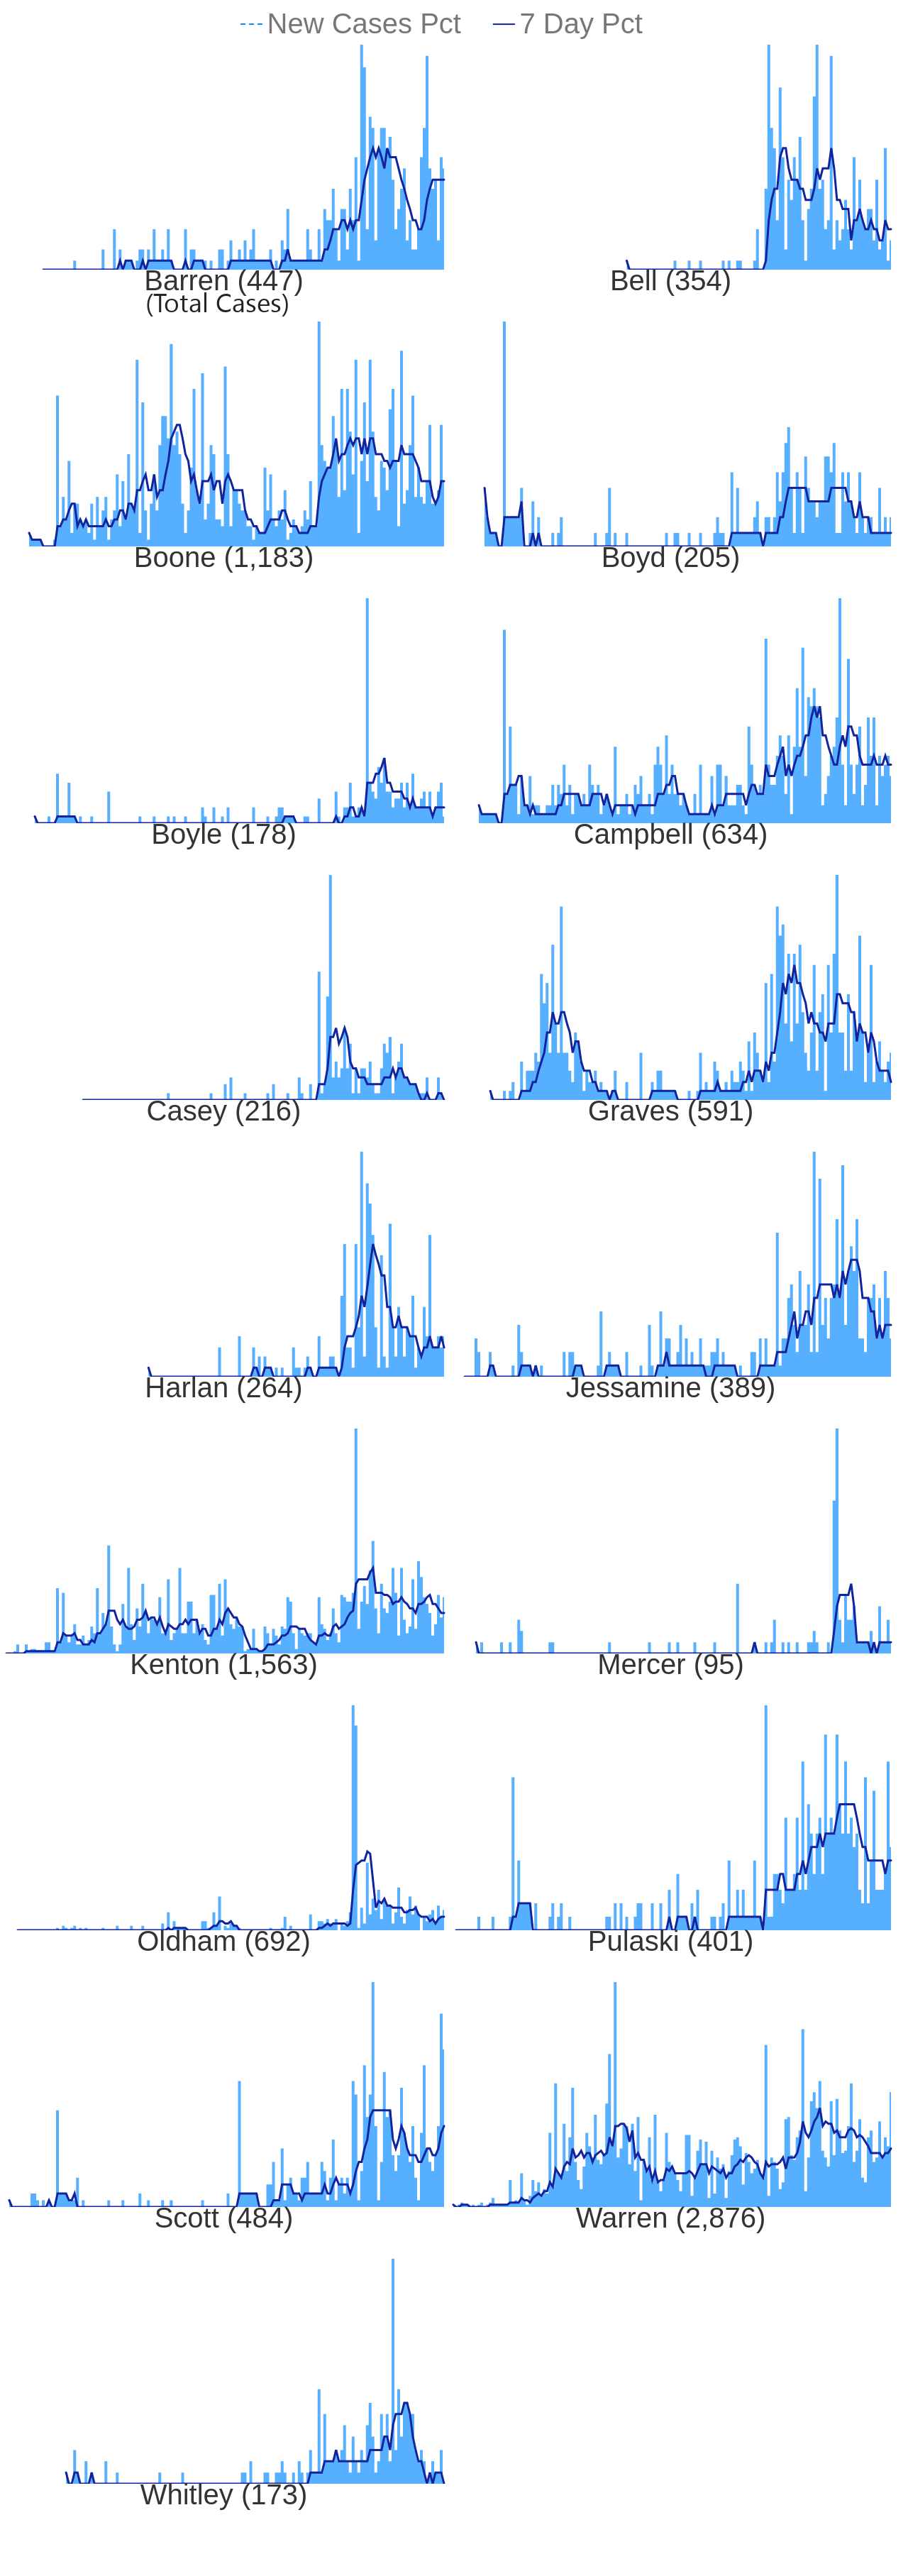 New Cases Pct 7 Day Pct
Barren (447) Bell (354)
(Total Cases)
Boone (1,183) Boyd (205)
Boyle (178) Campbell (634)
Casey (216) Graves (591)
Harlan (264) Jessamine (389)
Kenton (1,563) Mercer (95)
Oldham (692) Pulaski (401)
Scott (484) Warren (2,876)
Whitley (173)